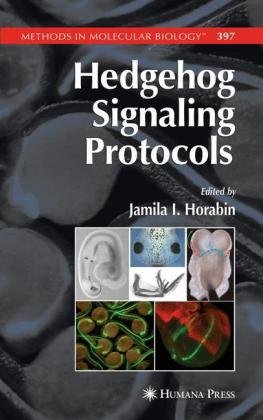 METHODS IN MOLECULAR BIOLOGY™ 397
Hedgehog
Signaling
Protocols
Edited by
Jamila I. Horabin
HUMANA PRESS